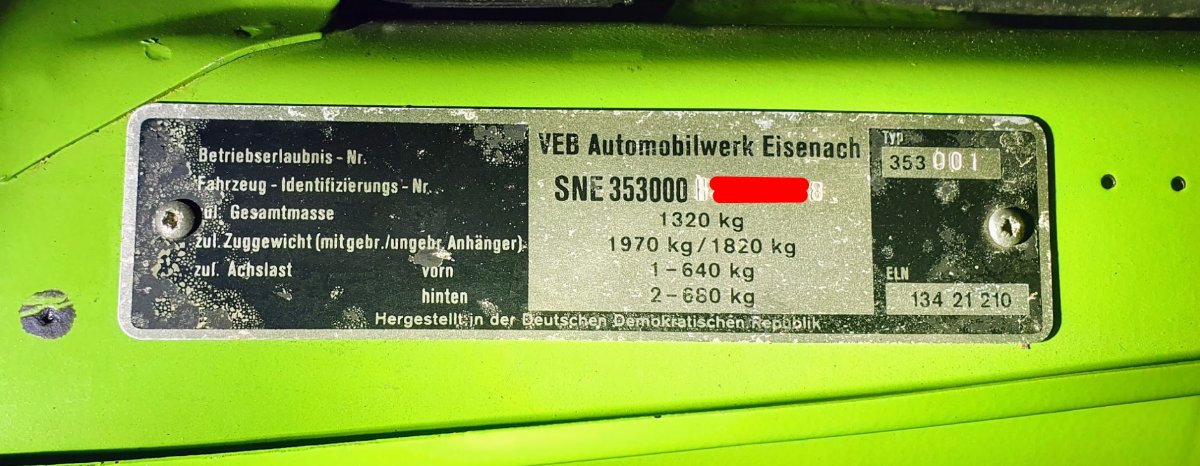 VEB Automobilwerk Eisenach
Betriebserlaubnis - Nr.
Fahrzeug - Identifizierungs - Nr. SNE 353000
zul. Gesamtmasse 1320 kg
zul. Zuggewicht (mitgebr./ungebr. Anhänger) 1970 kg/1820 kg
zul. Achslast vorn 1-640 kg
hinten 2-680 kg
Hergestellt in der Deutschen Demokratischen Republik
Typ
353 001
ELN
134 21 210